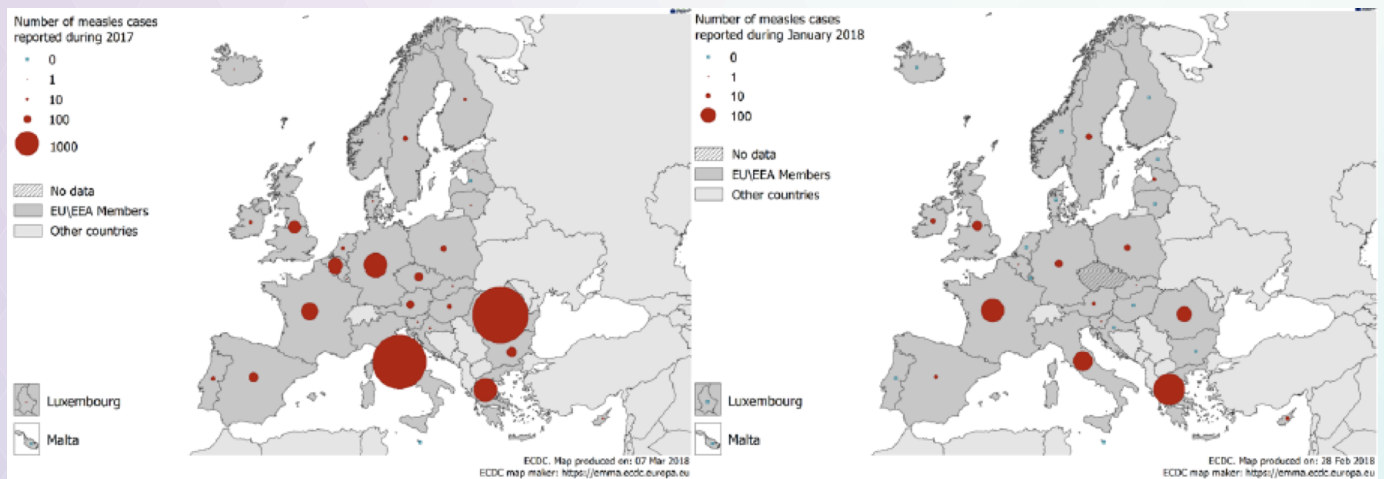 Number of measles cases
reported during 2017
0
1
10
100
1000
No data
EU\EEA Members
Other countries
Luxembourg
Malta
ECDC. Map produced on: 07 Mar 2018
ECDC map maker: https://emma.ecdc.europa.eu
Number of measles cases
reported during January 2018
0
1
10
100
No data
EU\EEA Members
Other countries
Luxembourg
Malta
ECDC. Map produced on: 28 Feb 2018
ECDC map maker: https://emma.ecdc.europa.eu